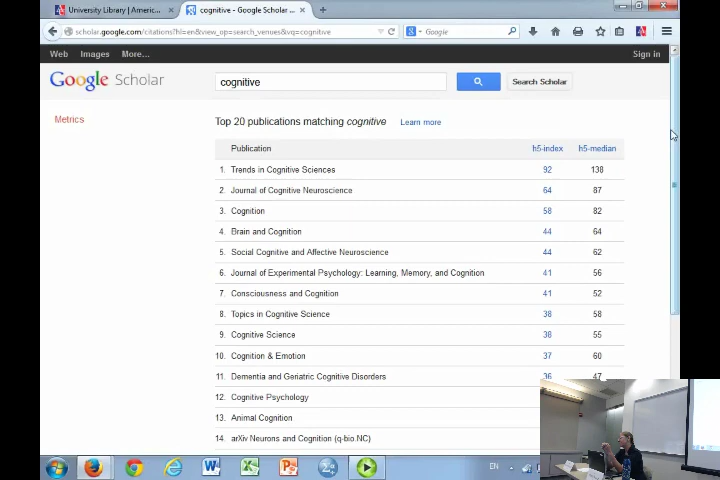 University Library | Americ...
cognitive - Google Scholar ...
scholar.google.com/citations?hl=en&view_op=search_venues&vq=cognitive
Google
Web Images More...
Sign in
Google Scholar
cognitive
Search Scholar
Metrics
Top 20 publications matching cognitive Learn more
Publication h5-index h5-median
1. Trends in Cognitive Sciences 92 138
2. Journal of Cognitive Neuroscience 64 87
3. Cognition 58 82
4. Brain and Cognition 44 64
5. Social Cognitive and Affective Neuroscience 44 62
6. Journal of Experimental Psychology: Learning, Memory, and Cognition 41 56
7. Consciousness and Cognition 41 52
8. Topics in Cognitive Science 38 58
9. Cognitive Science 38 55
10. Cognition & Emotion 37 60
11. Dementia and Geriatric Cognitive Disorders 36 47
12. Cognitive Psychology
13. Animal Cognition
14. arXiv Neurons and Cognition (q-bio.NC)
EN